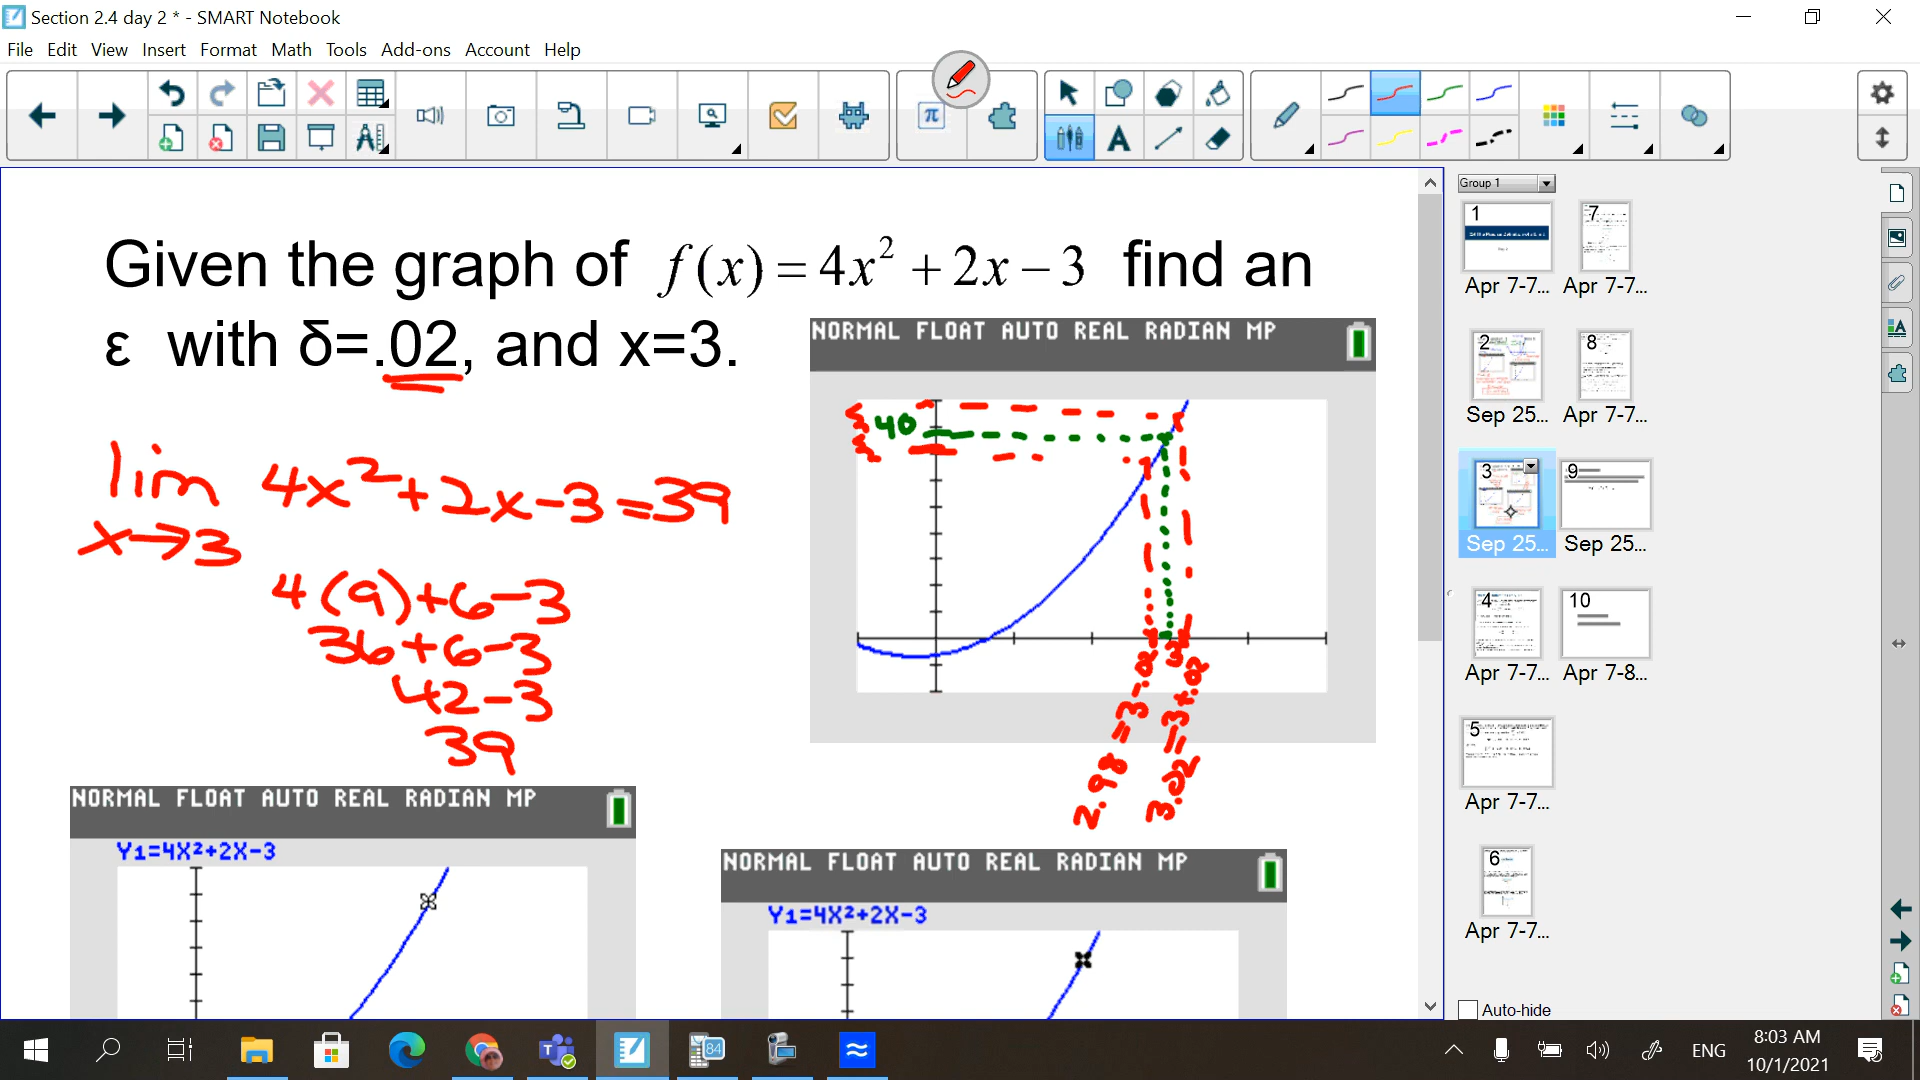 Section 2.4 day 2 * - SMART Notebook
File Edit View Insert Format Math Tools Add-ons Account Help
Group 1
Given the graph of f(x) = 4x² + 2x − 3 find an
ε with δ=.02, and x=3.
lim 4x²+2x-3=39
x→3
4(9)+6-3
36+6-3
42-3
39
NORMAL FLOAT AUTO REAL RADIAN MP
40
3
2.98=3-.02
3.02=3+.02
NORMAL FLOAT AUTO REAL RADIAN MP
Y1=4X²+2X-3
NORMAL FLOAT AUTO REAL RADIAN MP
Y1=4X²+2X-3
1
Apr 7-7...
7
Apr 7-7...
2
Sep 25...
8
Apr 7-7...
3
Sep 25...
9
Sep 25...
4
Apr 7-7...
10
Apr 7-8...
5
Apr 7-7...
6
Apr 7-7...
Auto-hide
84
ENG
8:03 AM
10/1/2021